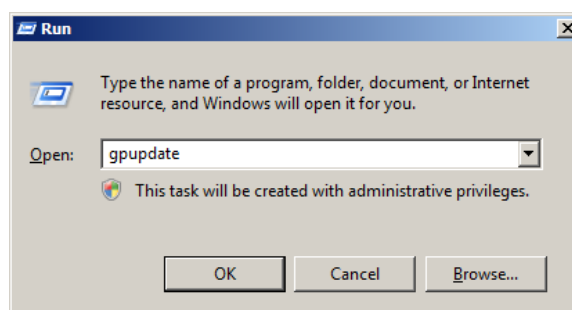 Run
Type the name of a program, folder, document, or Internet
resource, and Windows will open it for you.
Open: gpupdate
This task will be created with administrative privileges.
OK Cancel Browse...